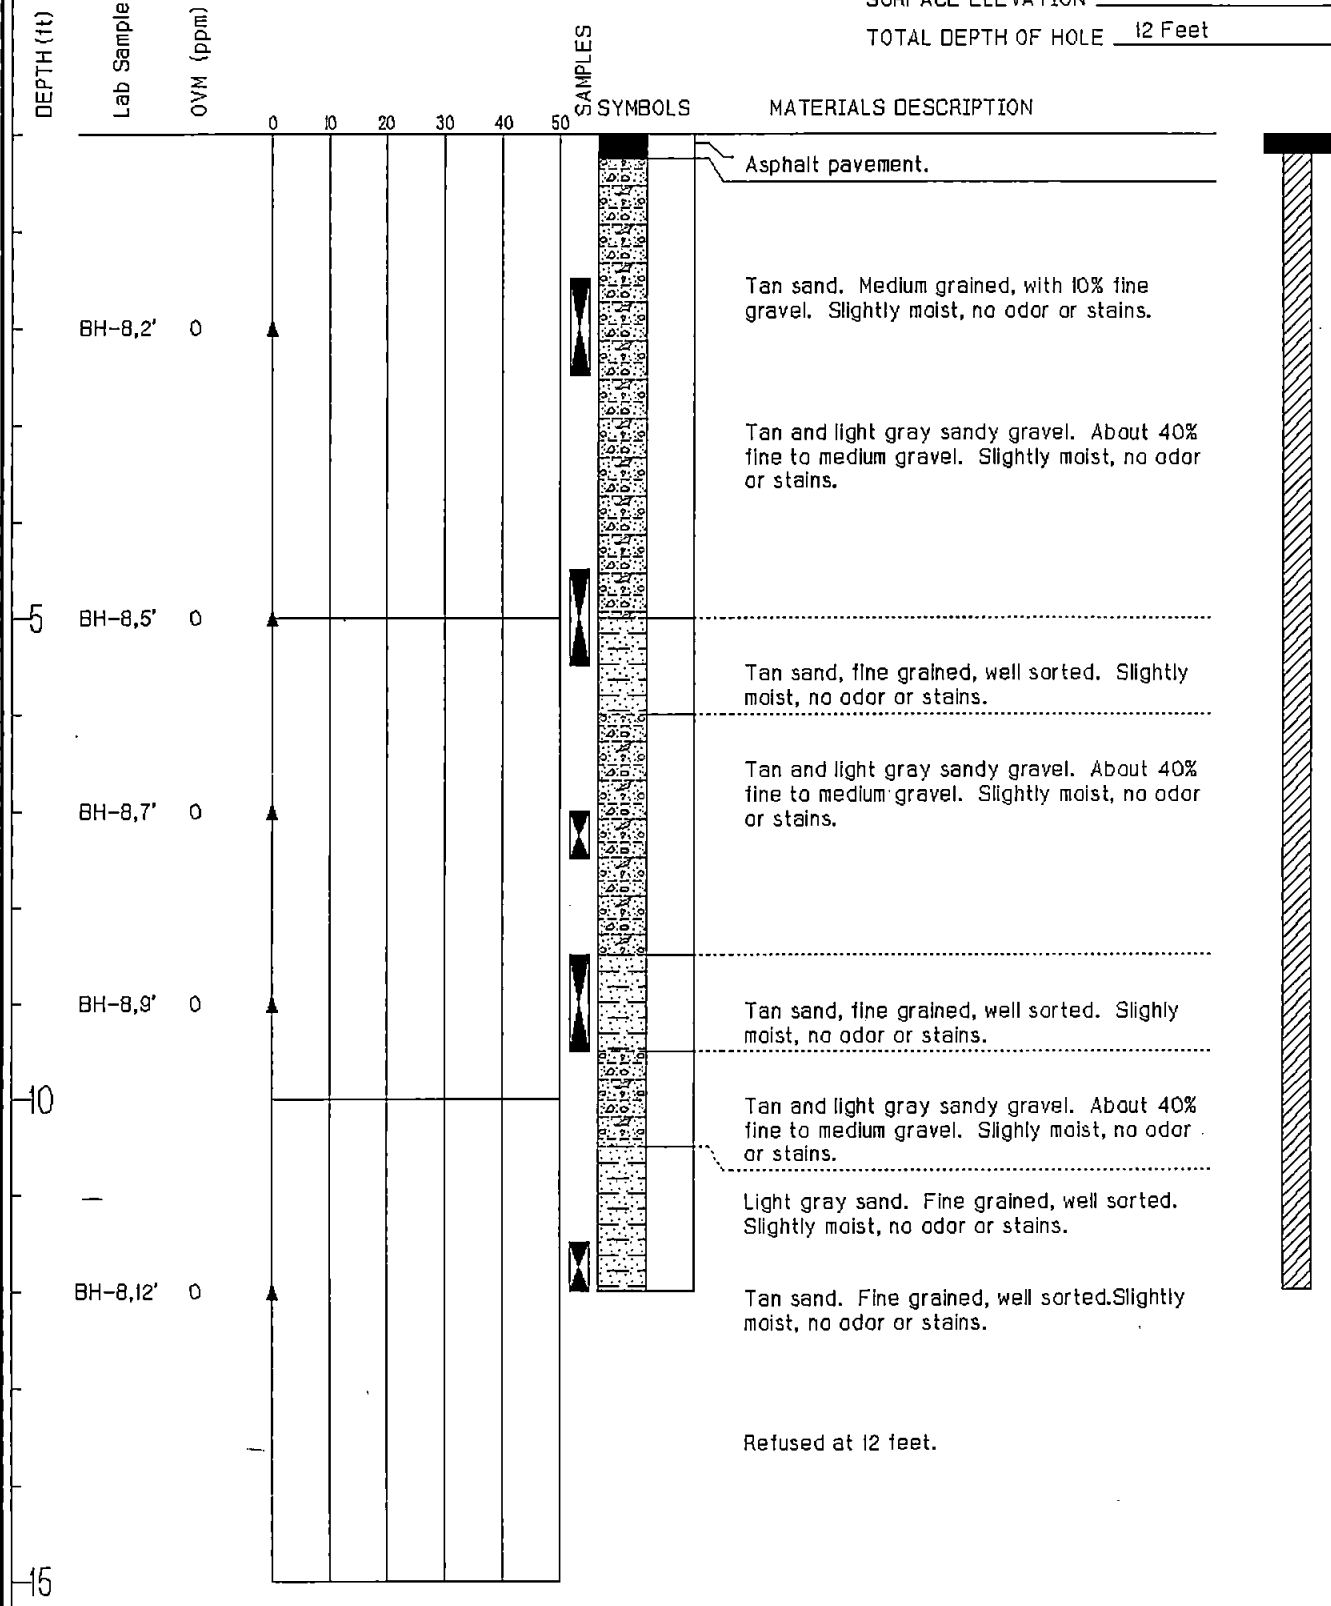 SURFACE ELEVATION
TOTAL DEPTH OF HOLE 12 Feet
DEPTH (ft)
Lab Sample
OVM (ppm)
SAMPLES
SYMBOLS
MATERIALS DESCRIPTION
0 10 20 30 40 50
Asphalt pavement.
Tan sand. Medium grained, with 10% fine
gravel. Slightly moist, no odor or stains.
BH-8,2' 0
Tan and light gray sandy gravel. About 40%
fine to medium gravel. Slightly moist, no odor
or stains.
5 BH-8,5' 0
Tan sand, fine grained, well sorted. Slightly
moist, no odor or stains.
Tan and light gray sandy gravel. About 40%
fine to medium gravel. Slightly moist, no odor
or stains.
BH-8,7' 0
BH-8,9' 0
Tan sand, fine grained, well sorted. Slighly
moist, no odor or stains.
10
Tan and light gray sandy gravel. About 40%
fine to medium gravel. Slighly moist, no odor
or stains.
Light gray sand. Fine grained, well sorted.
Slightly moist, no odor or stains.
BH-8,12' 0
Tan sand. Fine grained, well sorted.Slightly
moist, no odor or stains.
Refused at 12 feet.
15